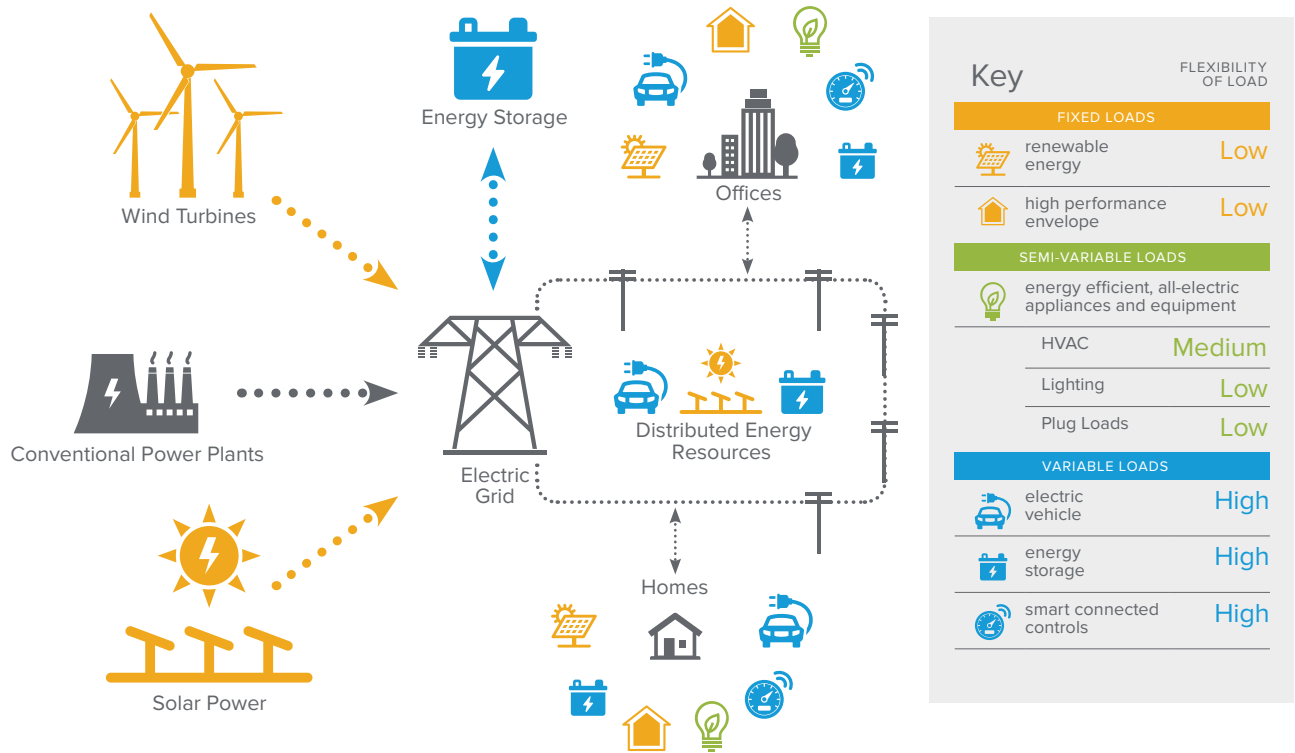 Wind Turbines
Energy Storage
Offices
Conventional Power Plants
Electric
Grid
Distributed Energy
Resources
Solar Power
Homes
Key
FLEXIBILITY
OF LOAD
FIXED LOADS
renewable
energy
Low
high performance
envelope
Low
SEMI-VARIABLE LOADS
energy efficient, all-electric
appliances and equipment
HVAC
Medium
Lighting
Low
Plug Loads
Low
VARIABLE LOADS
electric
vehicle
High
energy
storage
High
smart connected
controls
High